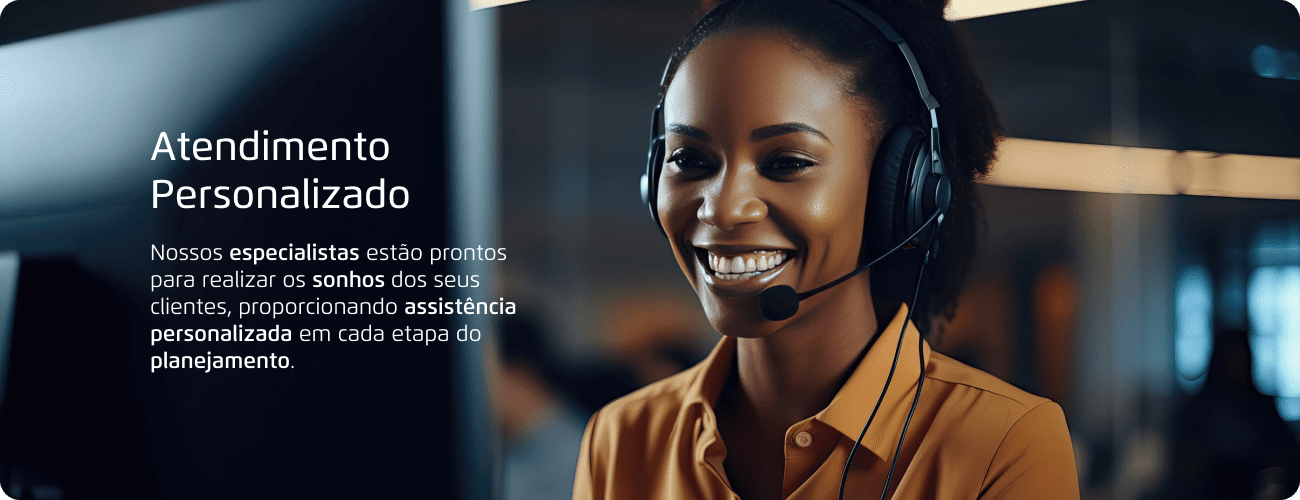 Atendimento
Personalizado
Nossos especialistas estão prontos
para realizar os sonhos dos seus
clientes, proporcionando assistência
personalizada em cada etapa do
planejamento.